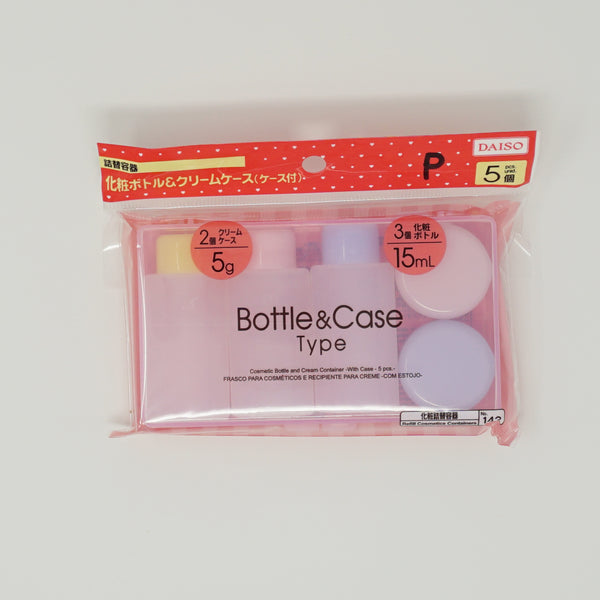 詰替容器
化粧ボトル&クリームケース(ケース付)
P
DAISO
5 pcs. unid. 個
2個 クリームケース
5g
3個 化粧ボトル
15mL
Bottle&Case
Type
Cosmetic Bottle and Cream Container -With Case - 5 pcs.-
FRASCO PARA COSMÉTICOS E RECIPIENTE PARA CREME -COM ESTOJO-
化粧詰替容器
Refill Cosmetics Containers
No.